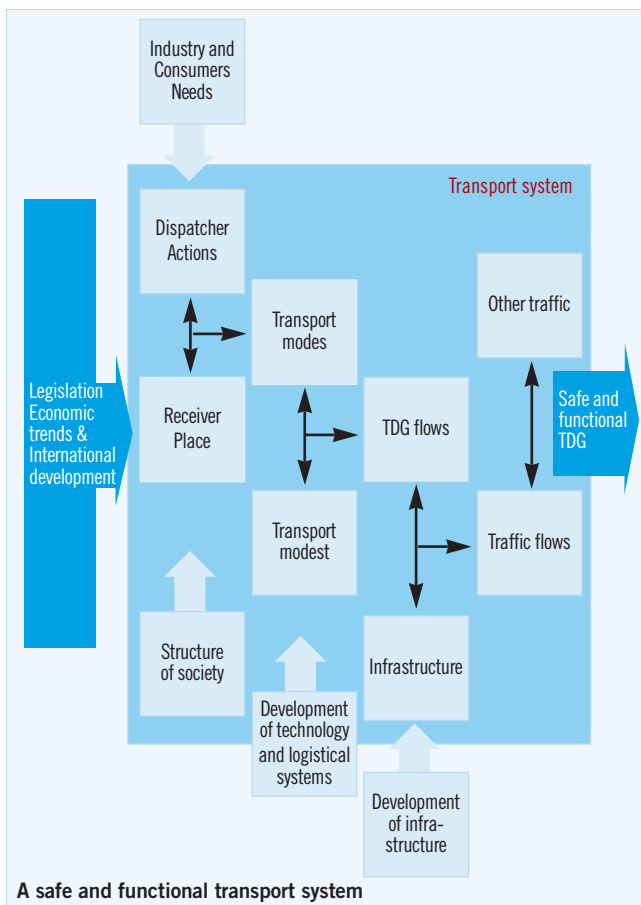 Industry and
Consumers
Needs
Transport system
Dispatcher
Actions
Transport
modes
Other traffic
Legislation
Economic
trends &
International
development
Receiver
Place
TDG flows
Safe and
functional
TDG
Transport
modest
Traffic flows
Structure
of society
Infrastructure
Development
of technology
and logistical
systems
Development
of infra-
structure
A safe and functional transport system